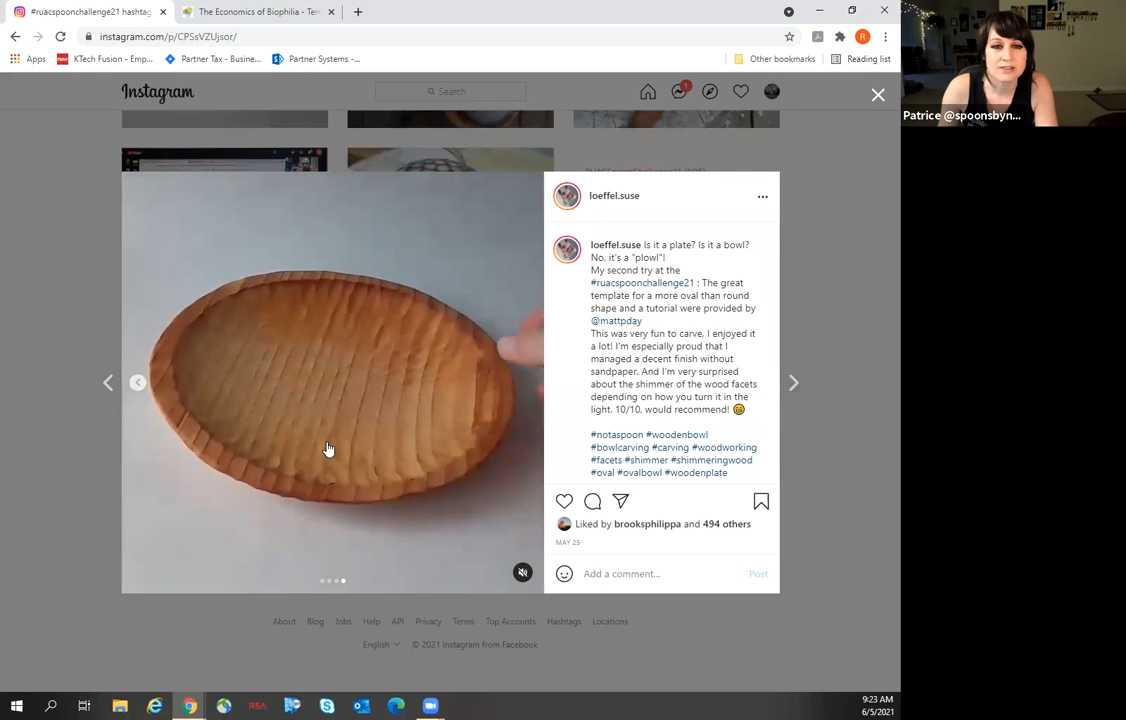 #ruacspoonchallenge21 hashtag
The Economics of Biophilia - Ter
instagram.com/p/CPSsVZUjsor/
R
Apps
now
KTech Fusion - Emp...
Partner Tax - Busine...
Partner Systems -...
Other bookmarks
Reading list
Patrice @spoonsbyn...
Instagram
Search
1
loeffel.suse
loeffel.suse Is it a plate? Is it a bowl?
No, it's a "plowl"!
My second try at the
#ruacspoonchallenge21 : The great
template for a more oval than round
shape and a tutorial were provided by
@mattpday
This was very fun to carve, I enjoyed it
a lot! I'm especially proud that I
managed a decent finish without
sandpaper. And I'm very surprised
about the shimmer of the wood facets
depending on how you turn it in the
light. 10/10, would recommend!
#notaspoon #woodenbowl
#bowlcarving #carving #woodworking
#facets #shimmer #shimmeringwood
#oval #ovalbowl #woodenplate
Liked by brooksphilippa and 494 others
MAY 25
Add a comment...
Post
About Blog Jobs Help API Privacy Terms Top Accounts Hashtags Locations
English © 2021 Instagram from Facebook
RSA
9:23 AM
6/5/2021